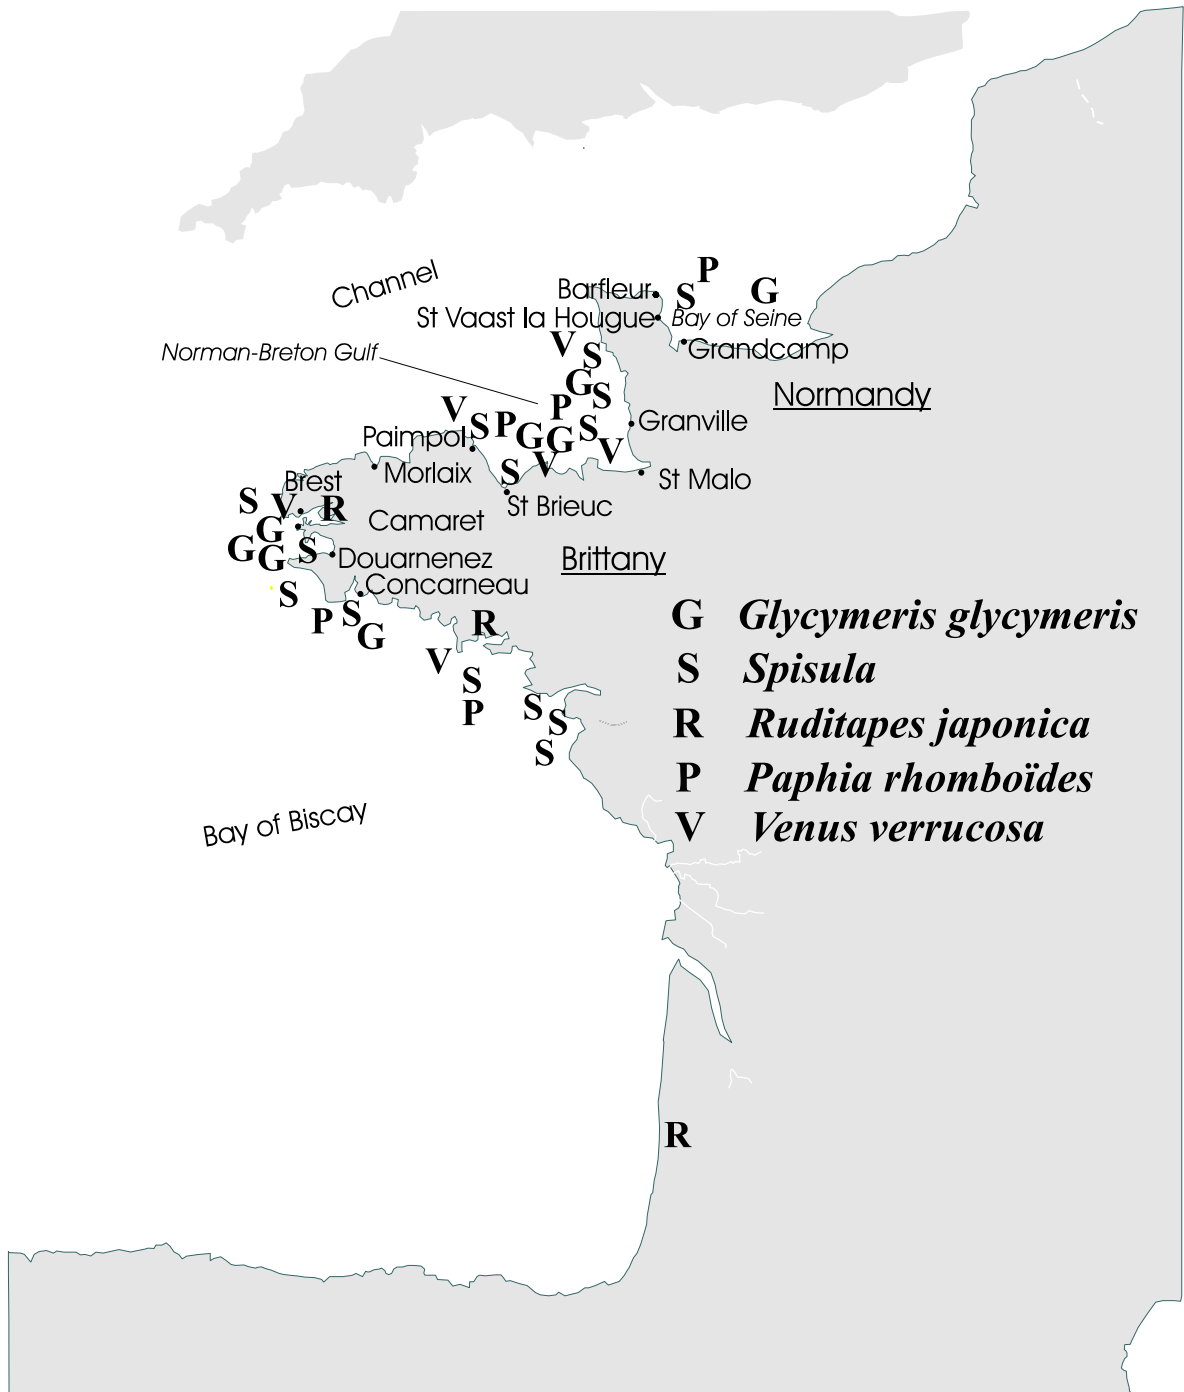 P
Channel
Barfleur
S
G
St Vaast la Hougue
Bay of Seine
V
Grandcamp
S
Norman-Breton Gulf
G
S
Normandy
P
V
S
P
G
G
S
Granville
Paimpol
V
V
S
Morlaix
St Malo
Brest
S
V
R
St Brieuc
Camaret
G
G
G
S
Douarnenez
Brittany
Concarneau
S
P
S
G
R
G Glycymeris glycymeris
V
S
S Spisula
P
S
S
S
R Ruditapes japonica
P Paphia rhomboïdes
V Venus verrucosa
Bay of Biscay
R